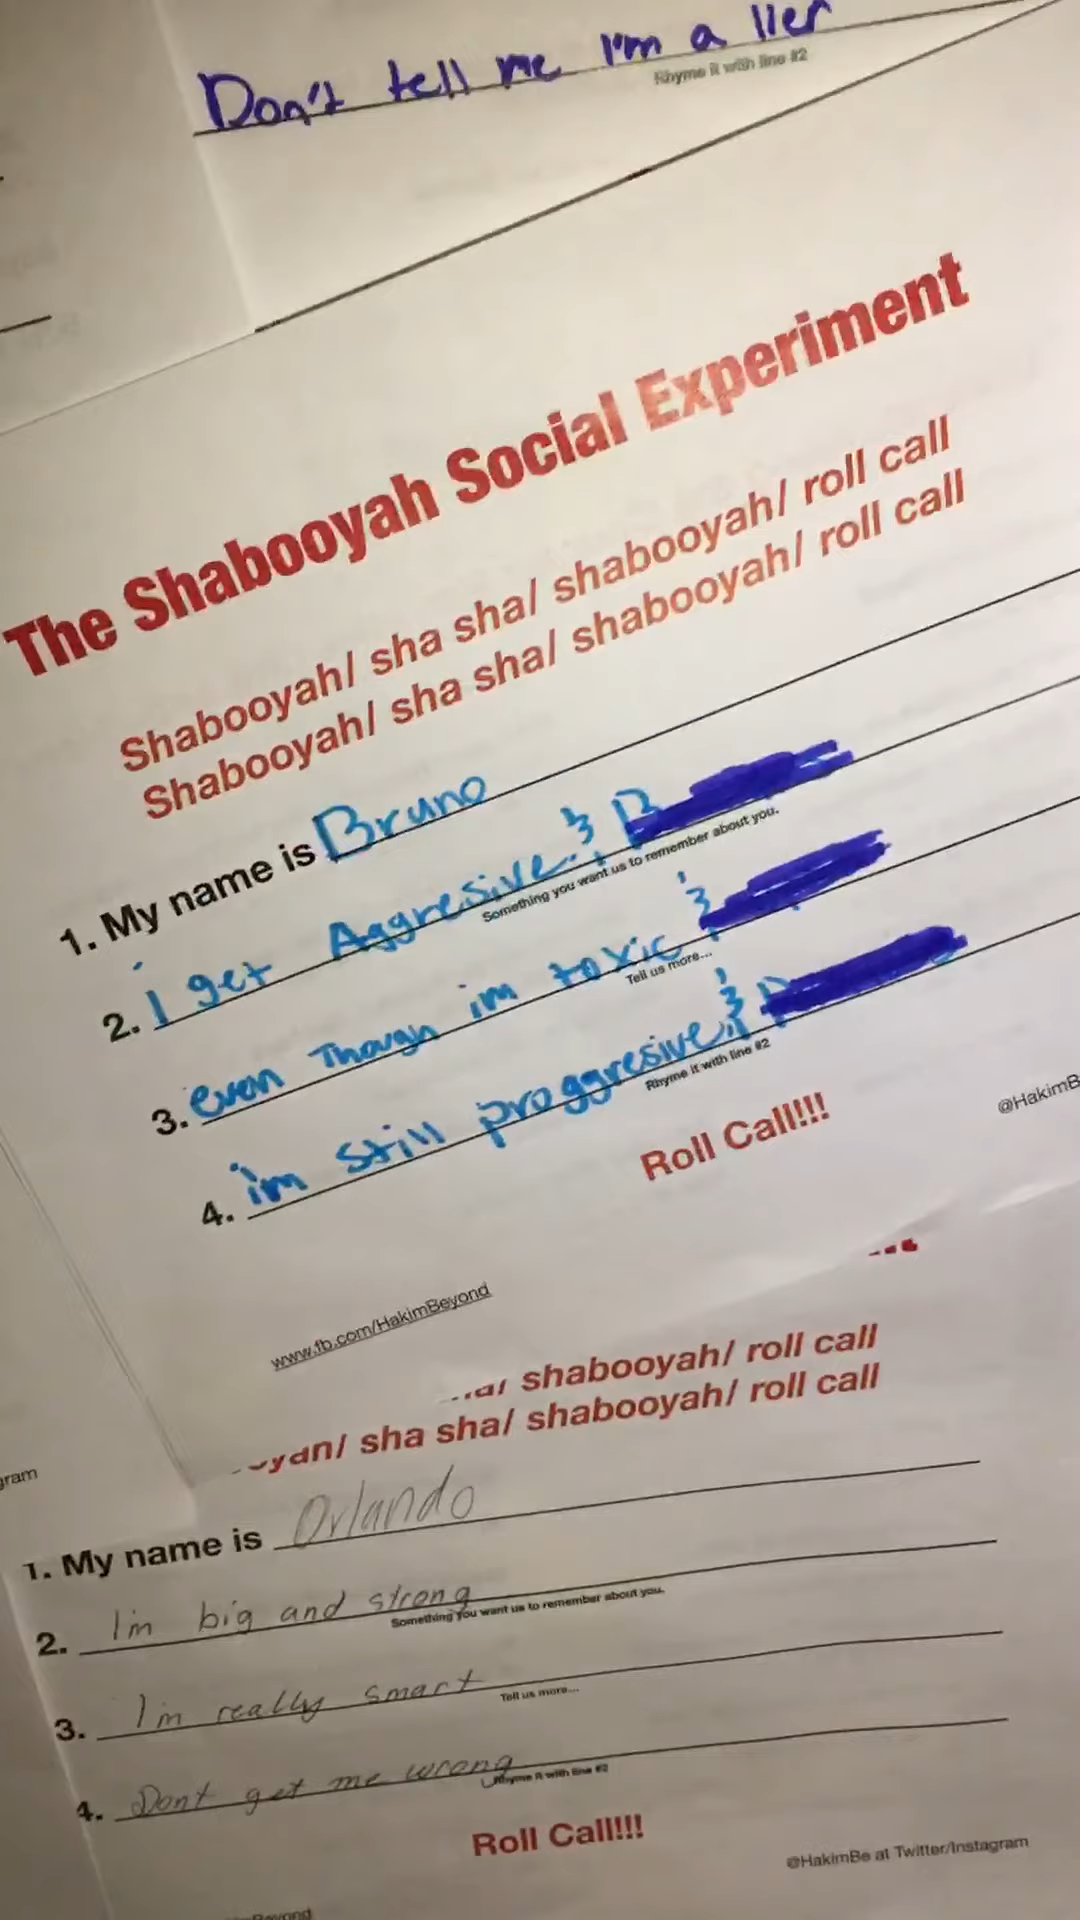 Don't tell me I'm a lier
Rhyme it with line #2
The Shabooyah Social Experiment
Shabooyah/ sha sha/ shabooyah/ roll call
Shabooyah/ sha sha/ shabooyah/ roll call
1. My name is Bruno
2. i get Aggresive
Something you want us to remember about you.
3. even Though im toxic
Tell us more...
4. im still proggresive
Rhyme it with line #2
Roll Call!!!
www.fb.com/HakimBeyond
@HakimB
shabooyah/ roll call
sha sha/ shabooyah/ roll call
gram
1. My name is Orlando
2. I'm big and strong
Something you want us to remember about you.
3. I'm really smart
Tell us more...
4. Dont get me wrong
Rhyme it with line #2
Roll Call!!!
@HakimBe at Twitter/Instagram